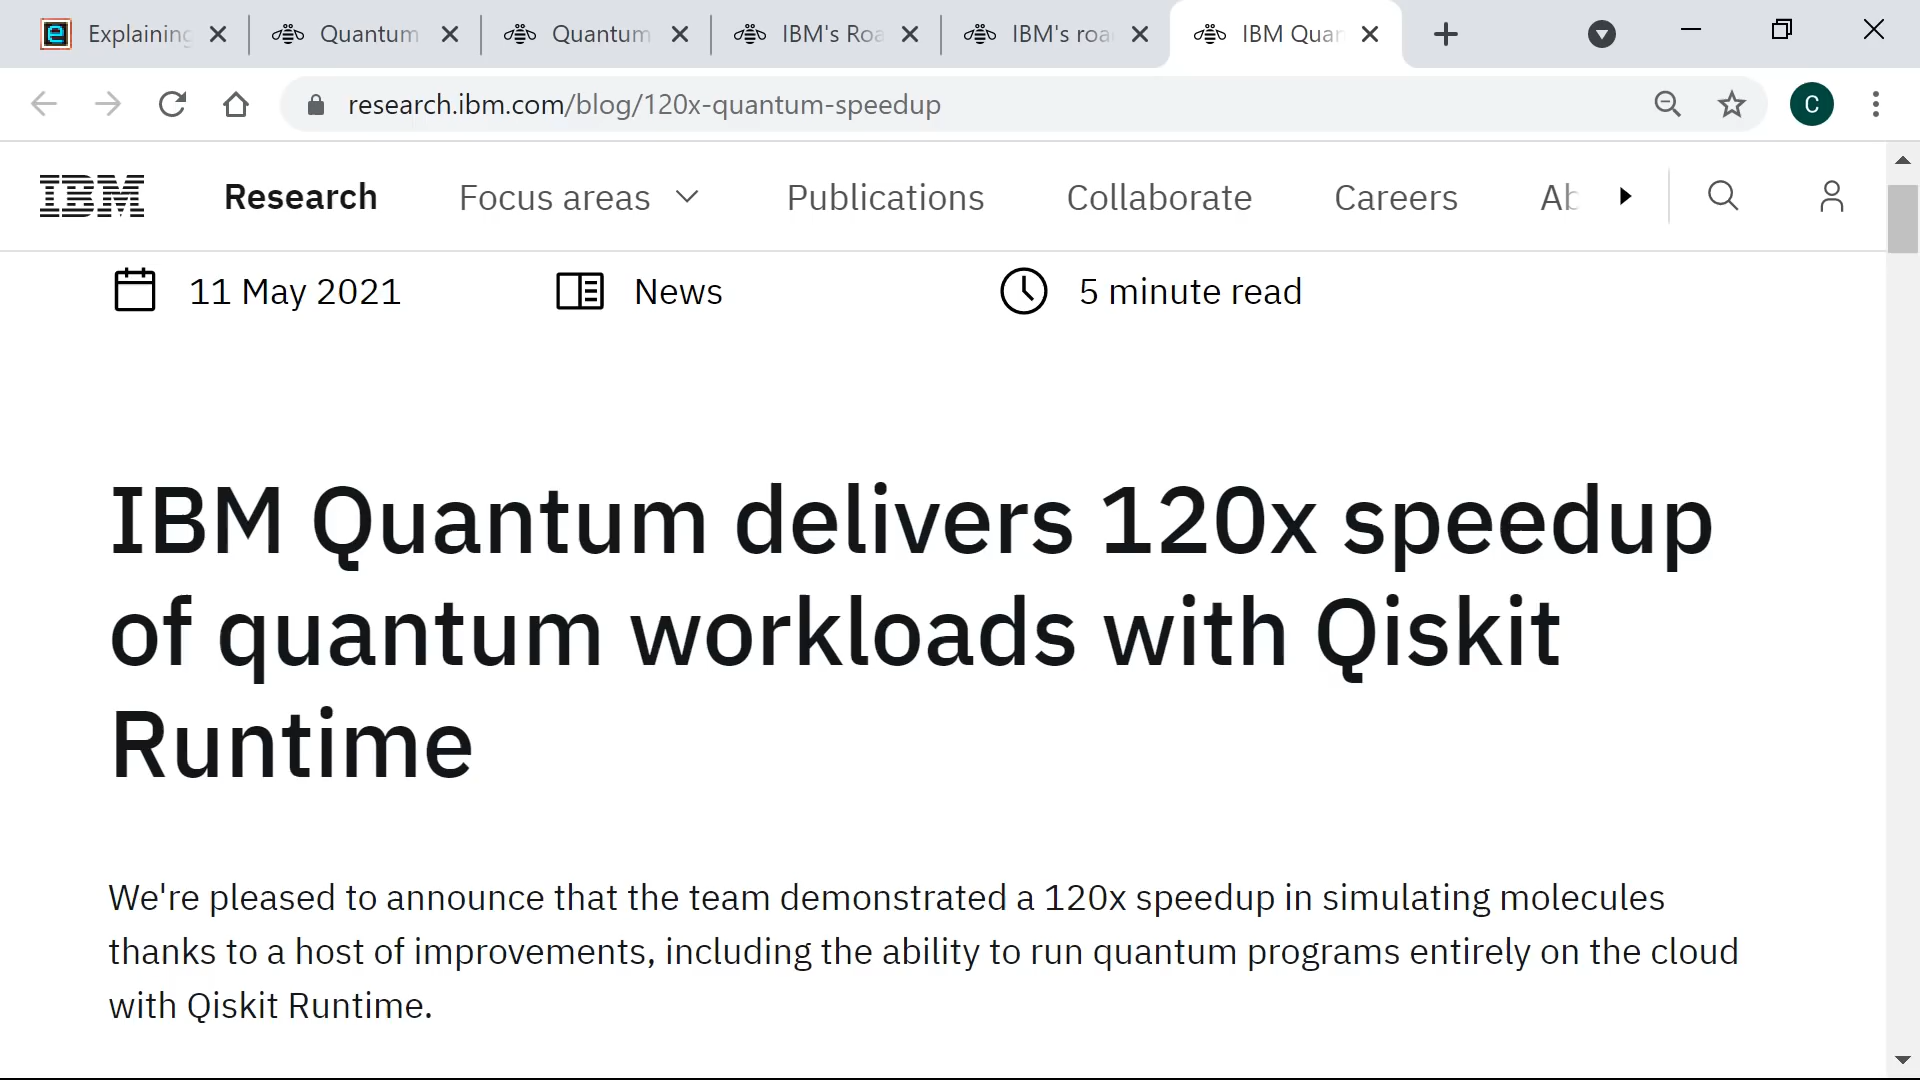 Explaining
Quantum
Quantum
IBM's Roa
IBM's roa
IBM Quan
research.ibm.com/blog/120x-quantum-speedup
C
IBM
Research
Focus areas
Publications
Collaborate
Careers
Ab
11 May 2021
News
5 minute read
IBM Quantum delivers 120x speedup
of quantum workloads with Qiskit
Runtime
We're pleased to announce that the team demonstrated a 120x speedup in simulating molecules
thanks to a host of improvements, including the ability to run quantum programs entirely on the cloud
with Qiskit Runtime.